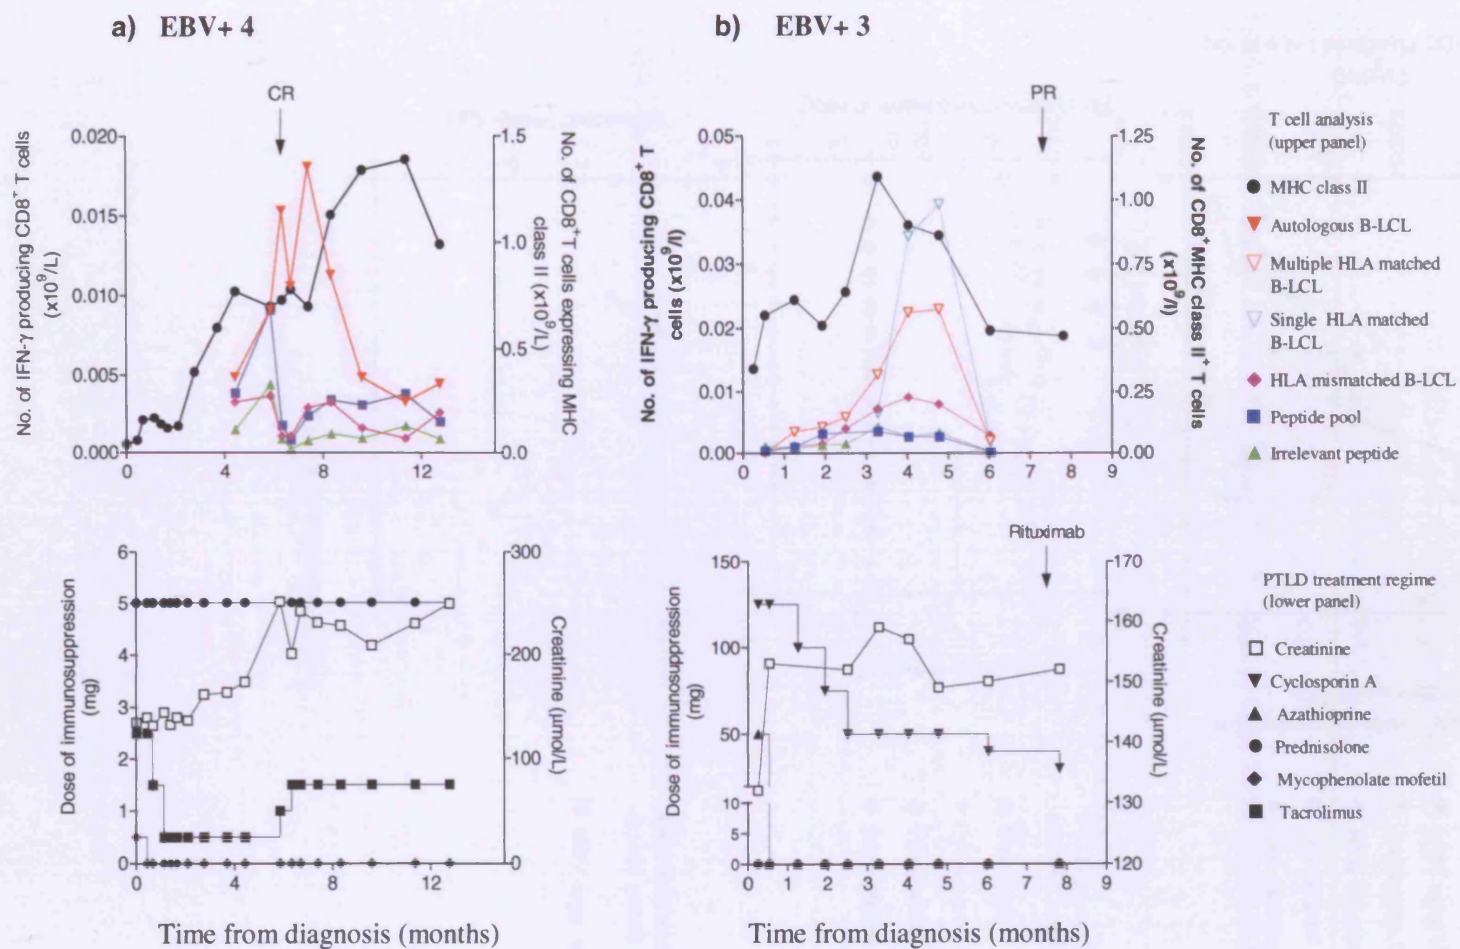 a) EBV+ 4
CR
No. of IFN-γ producing CD8+ T cells
(x10⁹/L)
0.020
0.015
0.010
0.005
0.000
0 4 8 12
1.5
1.0
0.5
0.0
No. of CD8+T cells expressing MHC
class II (x10⁹/L)
Dose of immunosuppression
(mg)
6
5
4
3
2
1
0
0 4 8 12
300
200
100
0
Creatinine (μmol/L)
Time from diagnosis (months)
b) EBV+ 3
PR
No. of IFN-γ producing CD8+ T
cells (x10⁹/l)
0.05
0.04
0.03
0.02
0.01
0.00
0 1 2 3 4 5 6 7 8 9
1.25
1.00
0.75
0.50
0.25
0.00
No. of CD8+ MHC class II+ T cells
(x10⁹/l)
Rituximab
Dose of immunosuppression
(mg)
150
100
50
10
5
0
0 1 2 3 4 5 6 7 8 9
170
160
150
140
130
120
Creatinine (μmol/L)
Time from diagnosis (months)
T cell analysis
(upper panel)
MHC class II
Autologous B-LCL
Multiple HLA matched
B-LCL
Single HLA matched
B-LCL
HLA mismatched B-LCL
Peptide pool
Irrelevant peptide
PTLD treatment regime
(lower panel)
Creatinine
Cyclosporin A
Azathioprine
Prednisolone
Mycophenolate mofetil
Tacrolimus